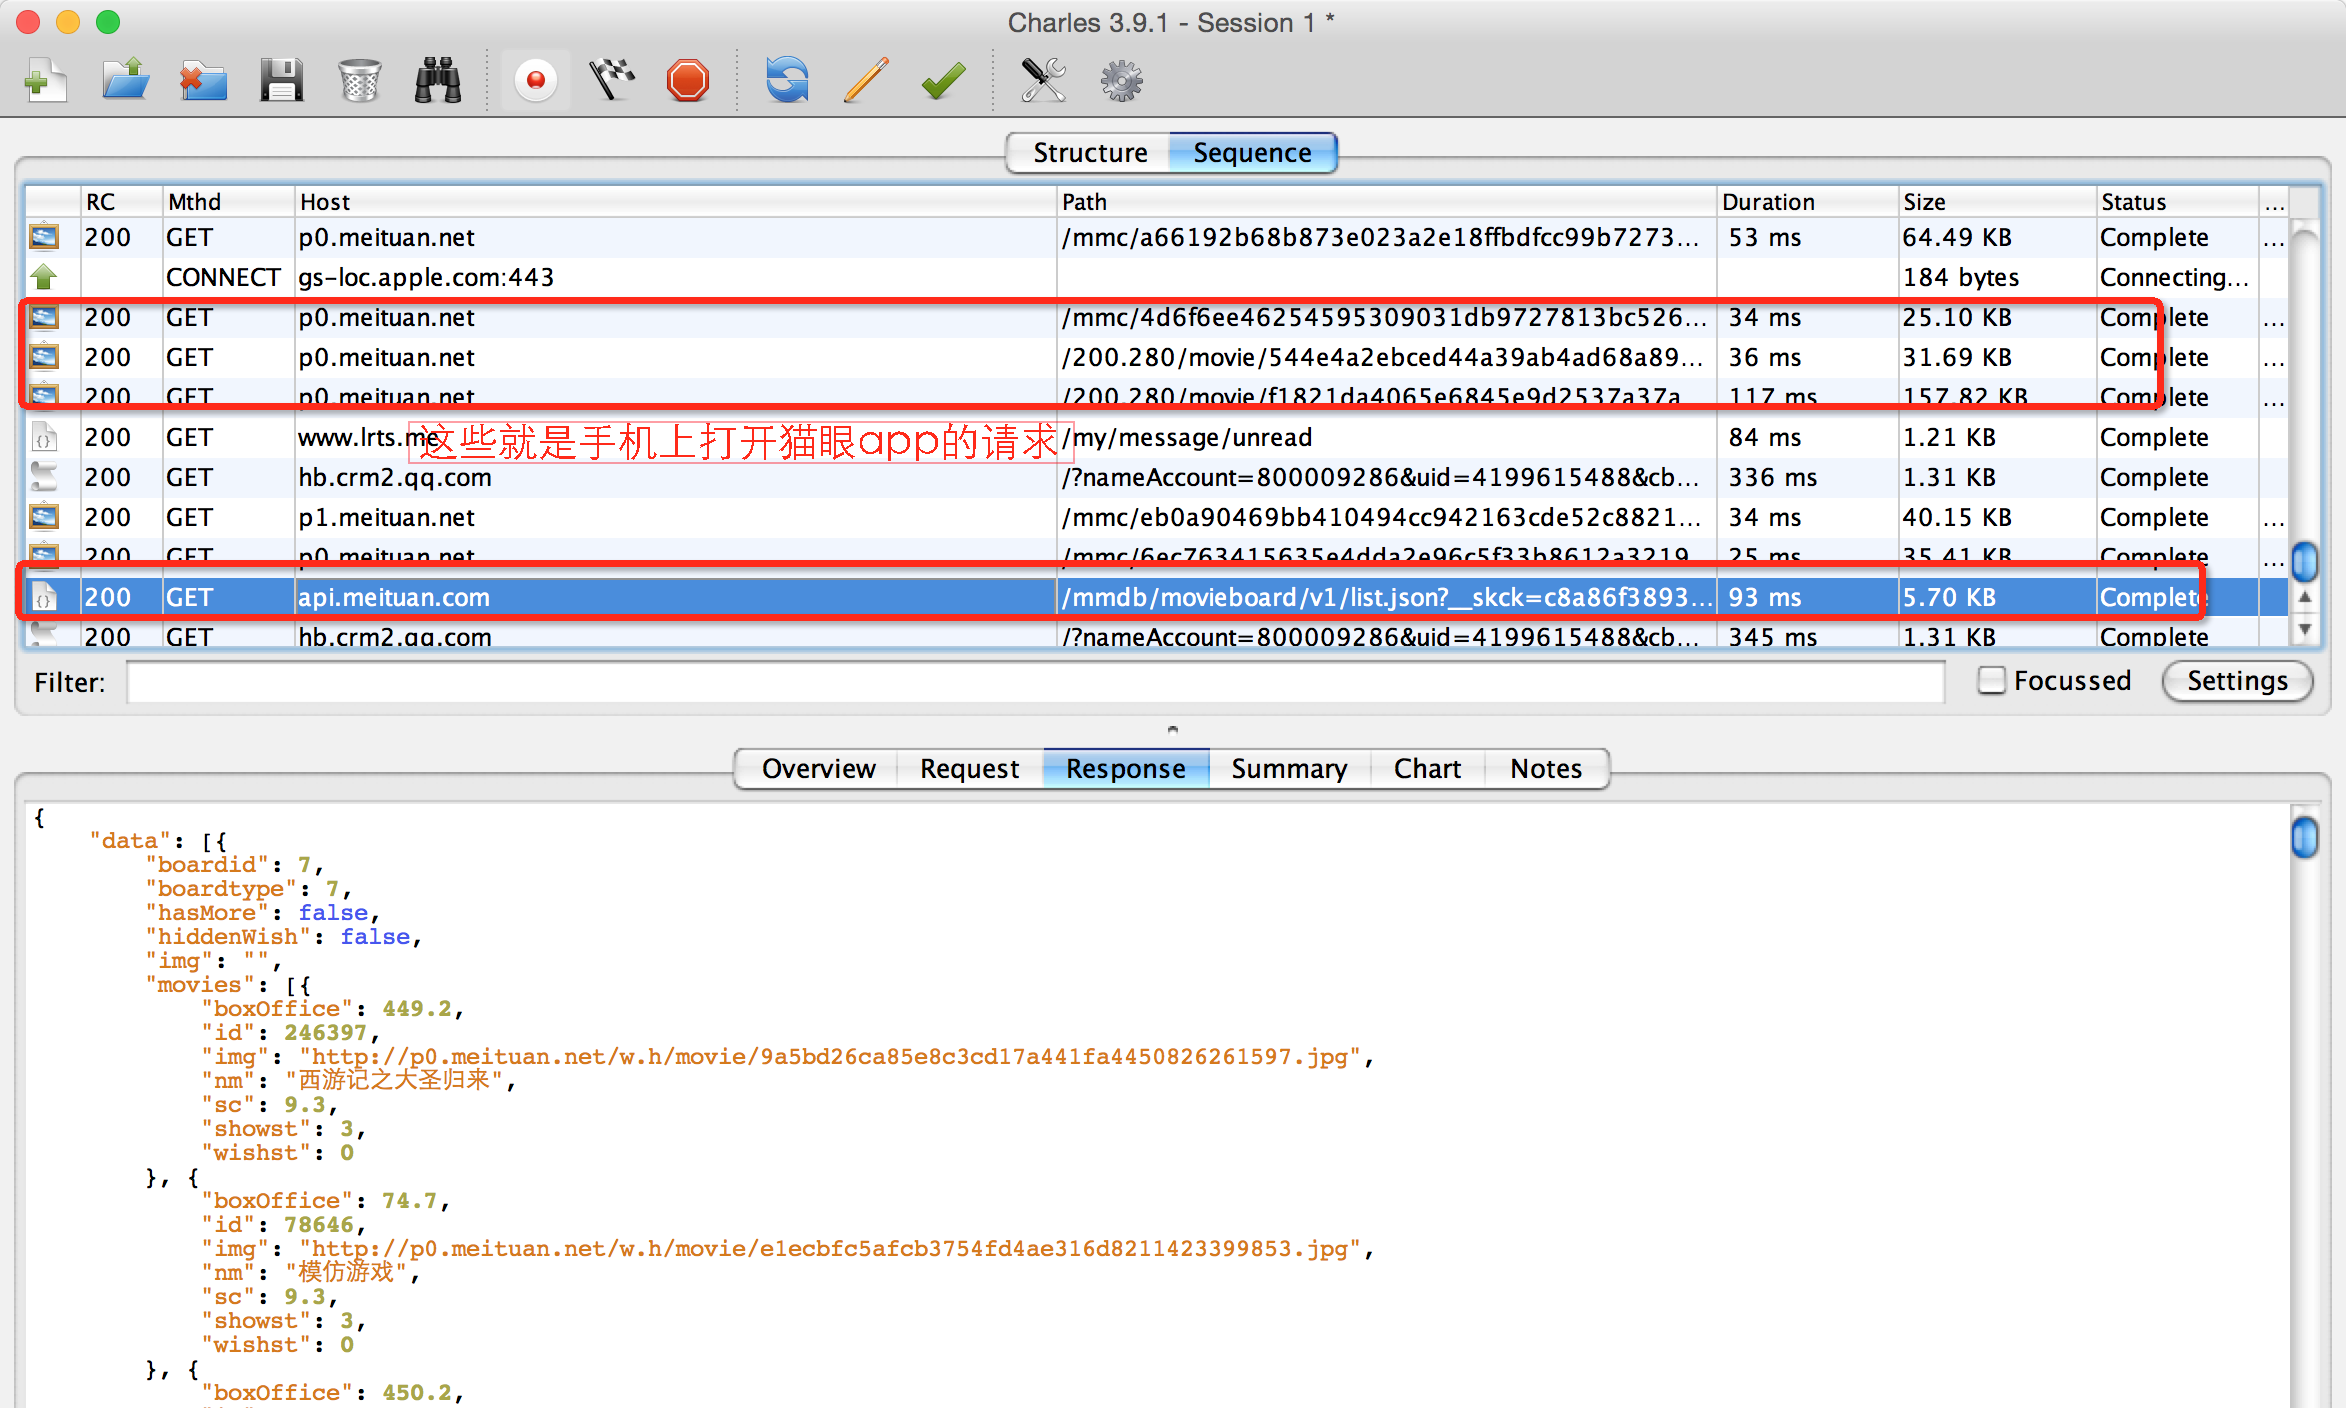 Charles 3.9.1 - Session 1 *
Structure Sequence
RC Mthd Host Path Duration Size Status ...
200 GET p0.meituan.net /mmc/a66192b68b873e023a2e18ffbdfcc99b7273... 53 ms 64.49 KB Complete ...
CONNECT gs-loc.apple.com:443 184 bytes Connecting...
200 GET p0.meituan.net /mmc/4d6f6ee46254595309031db9727813bc526... 34 ms 25.10 KB Complete ...
200 GET p0.meituan.net /200.280/movie/544e4a2ebced44a39ab4ad68a89... 36 ms 31.69 KB Complete ...
200 GET p0.meituan.net /200.280/movie/f1821da4065e6845e9d2537a37a 117 ms 157.82 KB Complete ...
200 GET www.lrts.me /my/message/unread 84 ms 1.21 KB Complete
这些就是手机上打开猫眼app的请求
200 GET hb.crm2.qq.com /?nameAccount=800009286&uid=4199615488&cb... 336 ms 1.31 KB Complete
200 GET p1.meituan.net /mmc/eb0a90469bb410494cc942163cde52c8821... 34 ms 40.15 KB Complete ...
200 GET p0.meituan.net /mmc/6ec763415635e4dda2e96c5f33b8612a3219 25 ms 35.41 KB Complete ...
200 GET api.meituan.com /mmdb/movieboard/v1/list.json?__skck=c8a86f3893... 93 ms 5.70 KB Complete
200 GET hb.crm2.qq.com /?nameAccount=800009286&uid=4199615488&cb... 345 ms 1.31 KB Complete
Filter: Focussed Settings
Overview Request Response Summary Chart Notes
{
"data": [{
"boardid": 7,
"boardtype": 7,
"hasMore": false,
"hiddenWish": false,
"img": "",
"movies": [{
"boxOffice": 449.2,
"id": 246397,
"img": "http://p0.meituan.net/w.h/movie/9a5bd26ca85e8c3cd17a441fa4450826261597.jpg",
"nm": "西游记之大圣归来",
"sc": 9.3,
"showst": 3,
"wishst": 0
}, {
"boxOffice": 74.7,
"id": 78646,
"img": "http://p0.meituan.net/w.h/movie/e1ecbfc5afcb3754fd4ae316d8211423399853.jpg",
"nm": "模仿游戏",
"sc": 9.3,
"showst": 3,
"wishst": 0
}, {
"boxOffice": 450.2,